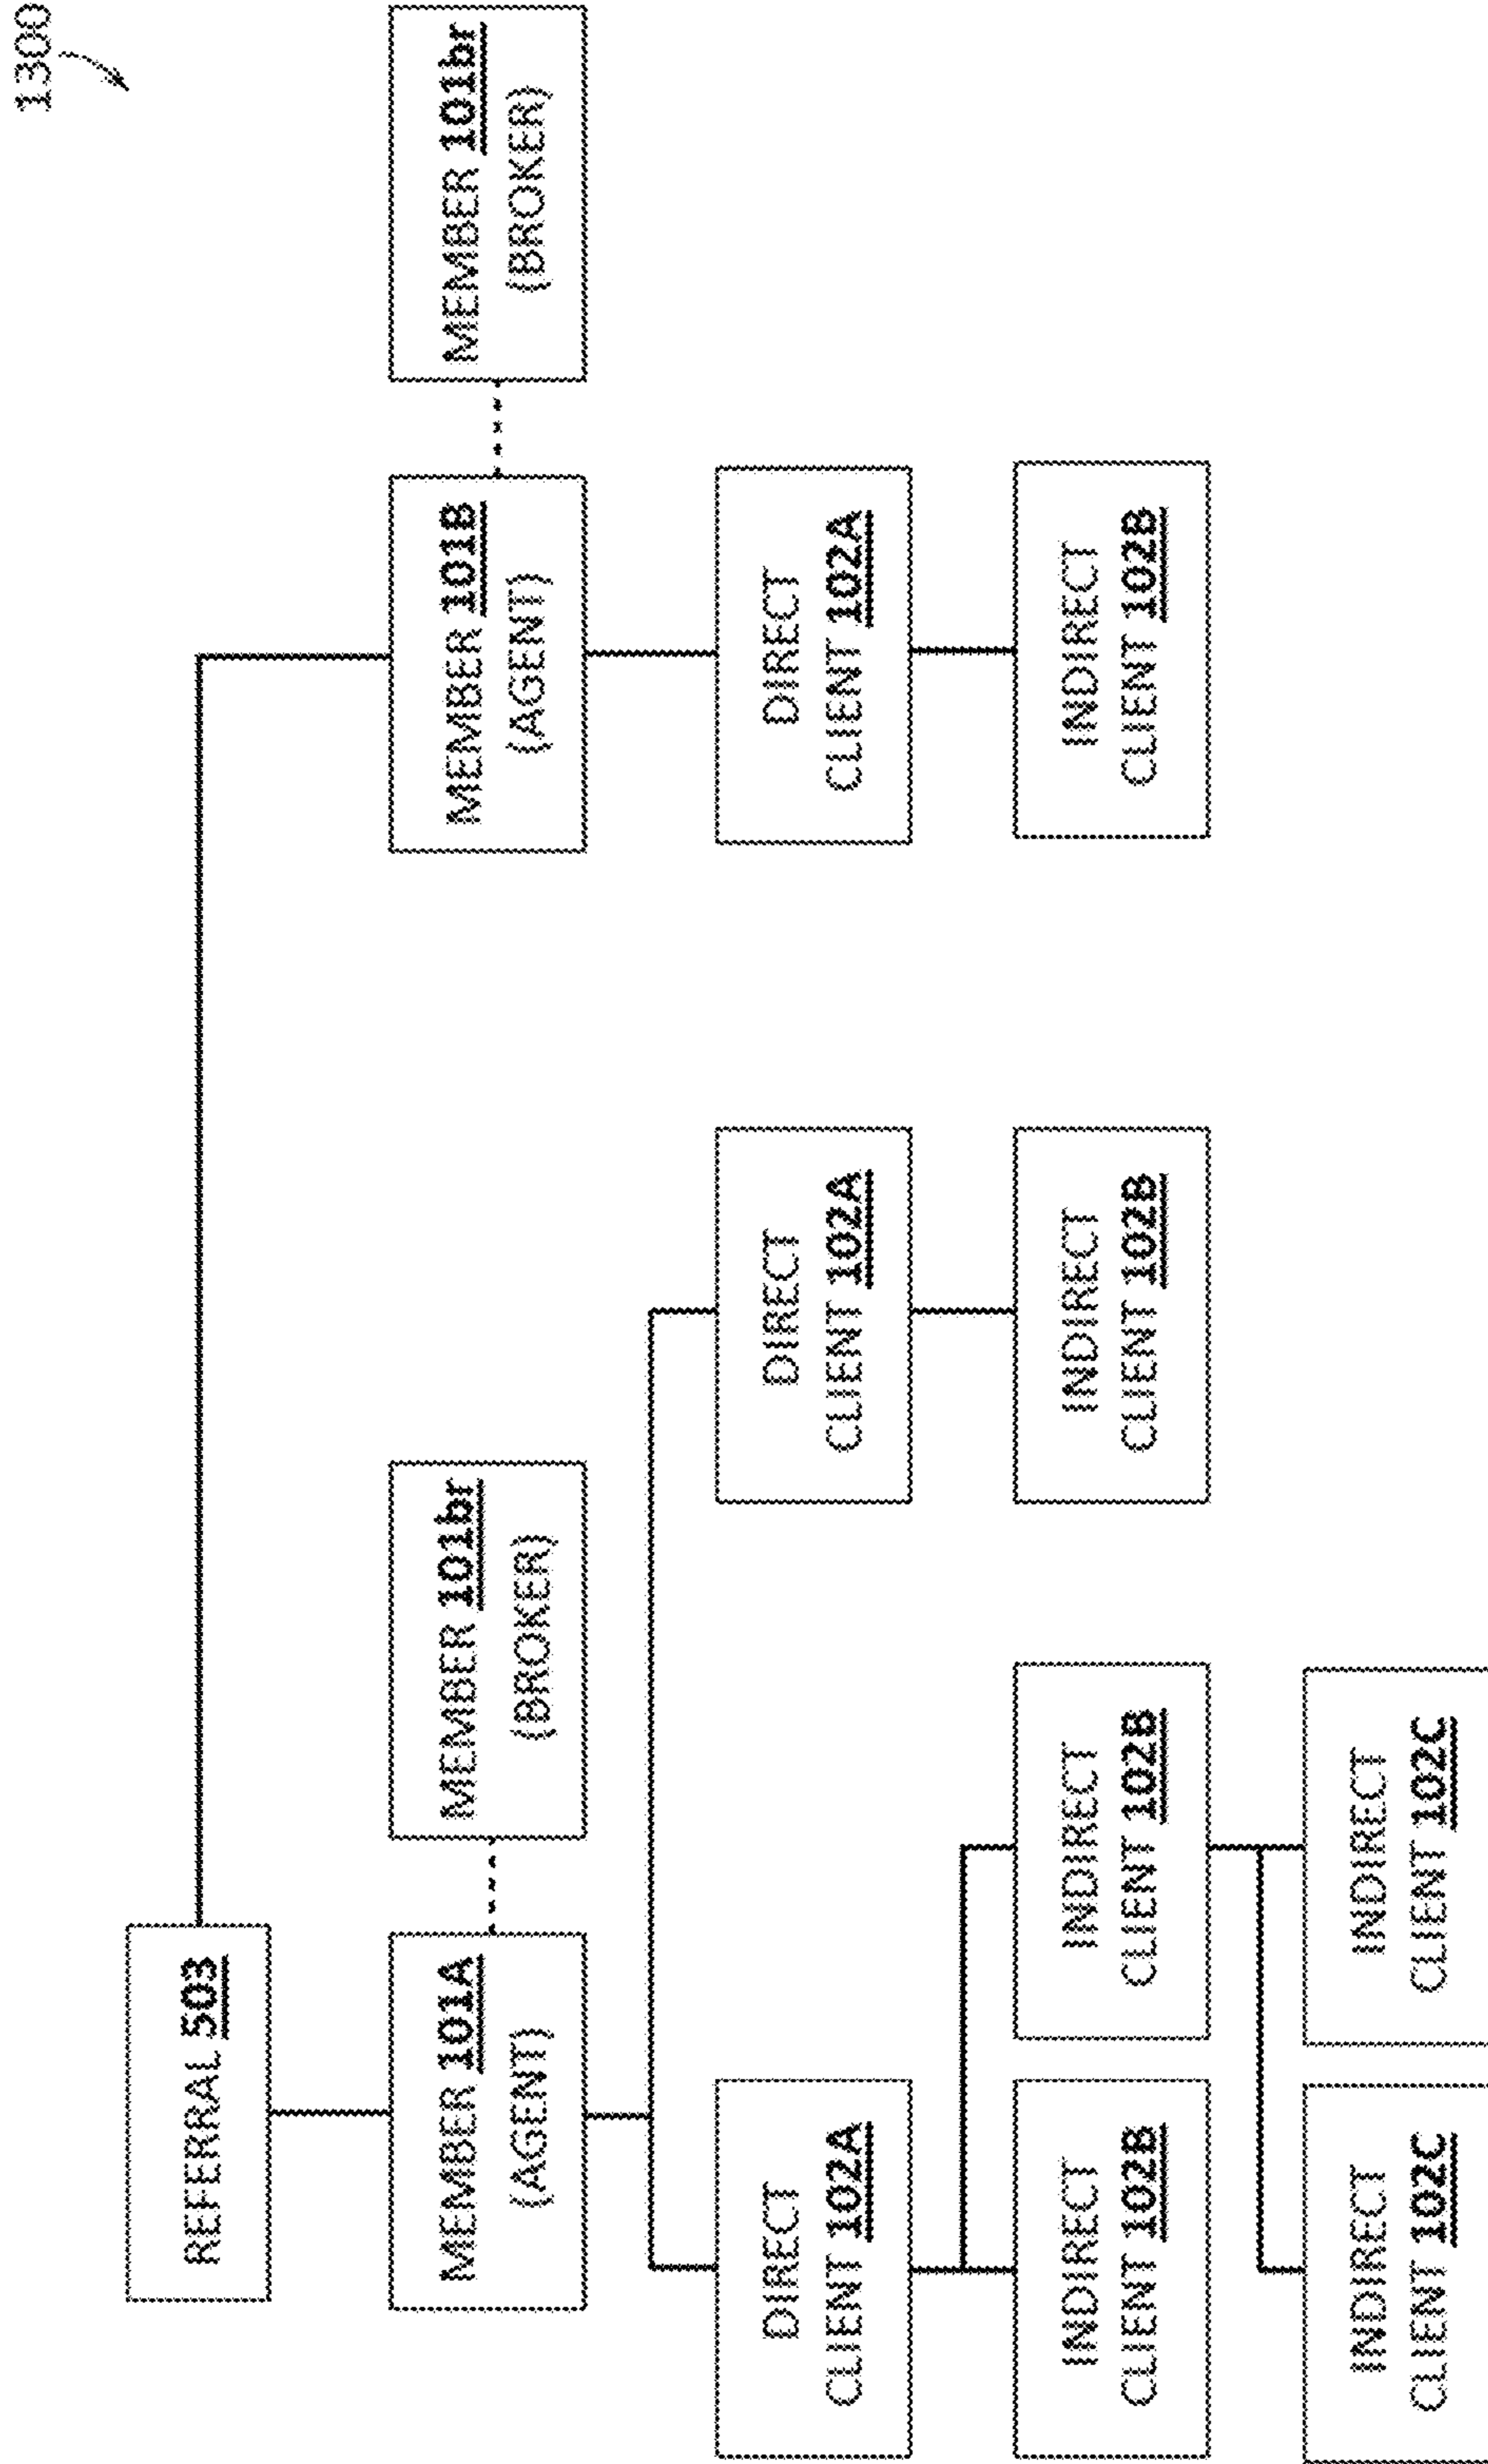 1300
REFERRAL 503
MEMBER 101A
(AGENT)
MEMBER 101br
(BROKER)
MEMBER 101B
(AGENT)
MEMBER 101br
(BROKER)
DIRECT
CLIENT 102A
DIRECT
CLIENT 102A
DIRECT
CLIENT 102A
INDIRECT
CLIENT 102B
INDIRECT
CLIENT 102B
INDIRECT
CLIENT 102B
INDIRECT
CLIENT 102B
INDIRECT
CLIENT 102C
INDIRECT
CLIENT 102C